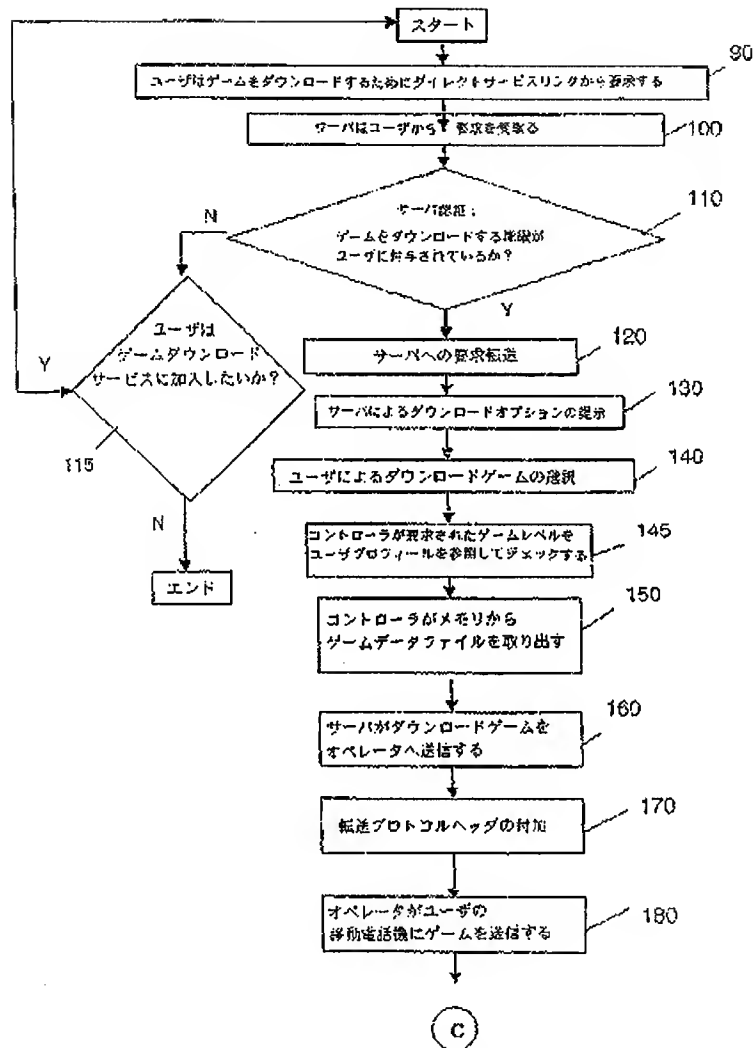 スタート
90
ユーザはゲームをダウンロードするためにダイレクトサービスリンクから要求する
サーバはユーザから 要求を受取る
100
110
サーバ認証:
ゲームをダウンロードする権限が
ユーザに付与されているか?
N
Y
ユーザは
ゲームダウンロード
サービスに加入したいか?
Y
115
N
エンド
サーバへの要求転送
120
サーバによるダウンロードオプションの提示
130
ユーザによるダウンロードゲームの選択
140
コントローラが要求されたゲームレベルを
ユーザプロフィールを参照してジェックする
145
コントローラがメモリから
ゲームデータファイルを取り出す
150
サーバがダウンロードゲームを
オペレータへ送信する
160
転送プロトコルヘッダの付加
170
オペレータがユーザの
移動電話機にゲームを送信する
180
C